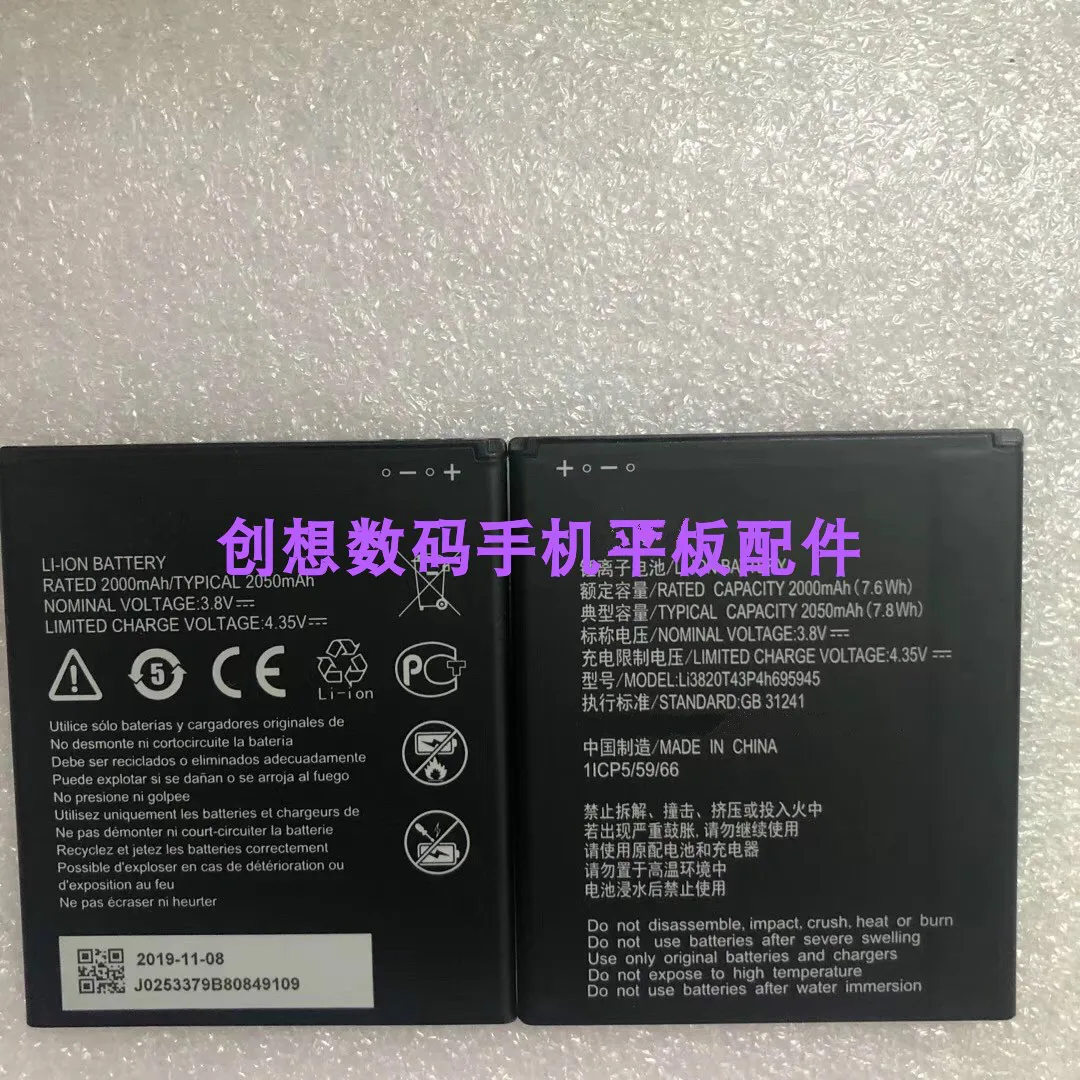 创想数码手机平板配件
LI-ION BATTERY
RATED 2000mAh/TYPICAL 2050mAh
NOMINAL VOLTAGE:3.8V
LIMITED CHARGE VOLTAGE:4.35V
5
CE
Li-ion
PCT
Utilice sólo baterias y cargadores originales de
No desmonte ni cortocircuite la batería
Debe ser reciclados o eliminados adecuadamente
Puede explotar si se dañan o se arroja al fuego
No presione ni golpee
Utilisez uniquement les batteries et chargeurs de
Ne pas démonter ni court-circuiter la batterie
Recyclez et jetez les batteries correctement
Possible d'exploser en cas de détérioration ou
d'exposition au feu
Ne pas écraser ni heurter
2019-11-08
J0253379B80849109
锂离子电池/ BATTERY
额定容量/RATED CAPACITY 2000mAh(7.6Wh)
典型容量/TYPICAL CAPACITY 2050mAh(7.8Wh)
标称电压/NOMINAL VOLTAGE:3.8V
充电限制电压/LIMITED CHARGE VOLTAGE:4.35V
型号/MODEL:Li3820T43P4h695945
执行标准/STANDARD:GB 31241
中国制造/MADE IN CHINA
1ICP5/59/66
禁止拆解、撞击、挤压或投入火中
若出现严重鼓胀,请勿继续使用
请使用原配电池和充电器
请勿置于高温环境中
电池浸水后禁止使用
Do not disassemble, impact, crush, heat or burn
Do not use batteries after severe swelling
Use only original batteries and chargers
Do not expose to high temperature
Do not use batteries after water immersion